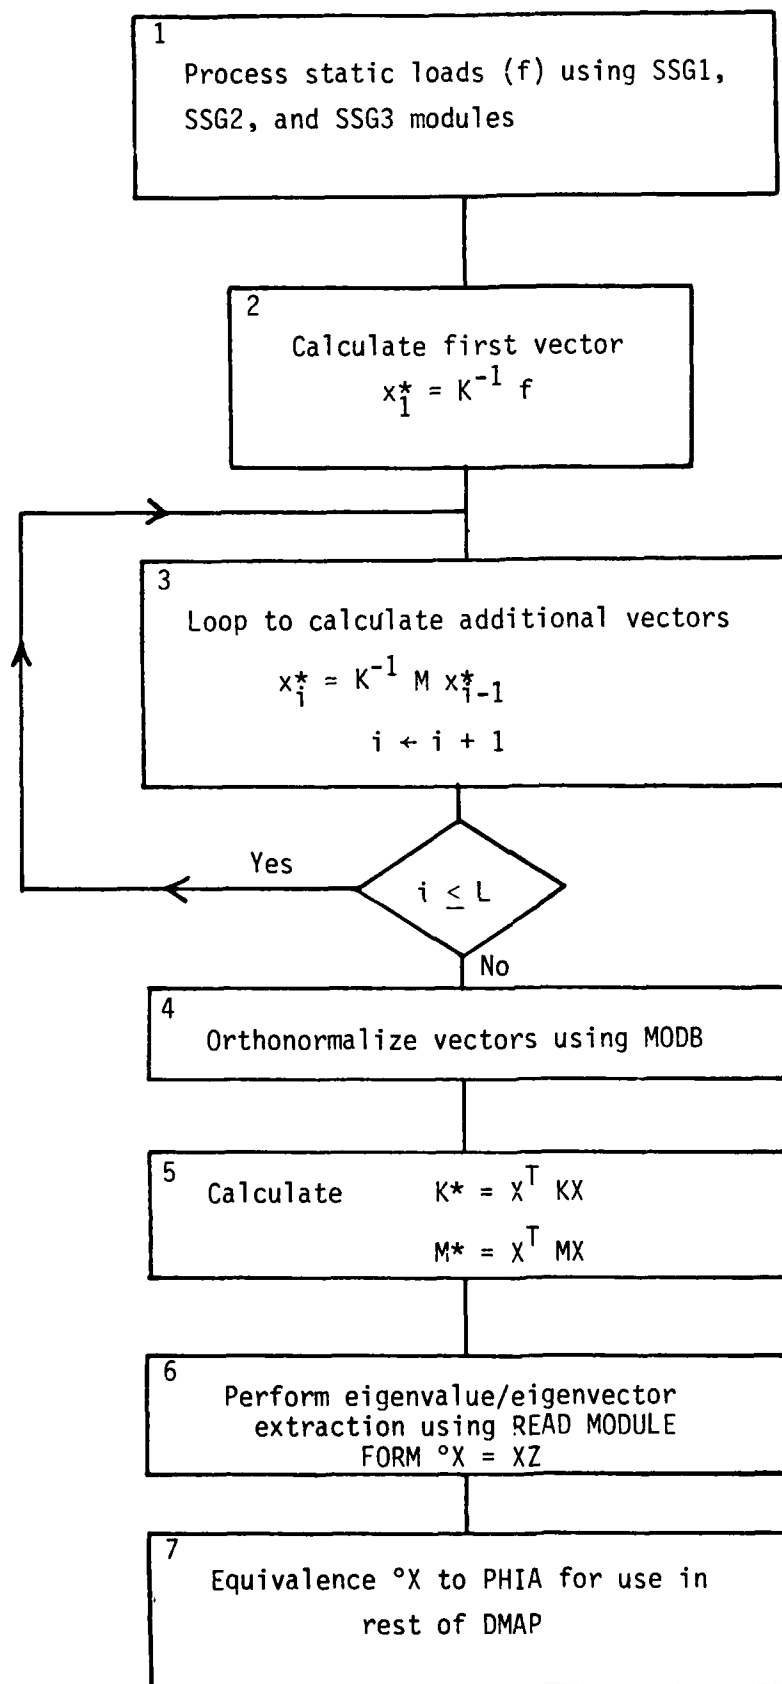 1
Process static loads (f) using SSG1,
SSG2, and SSG3 modules
2
Calculate first vector
x₁* = K⁻¹ f
3
Loop to calculate additional vectors
xᵢ* = K⁻¹ M x*ᵢ₋₁
i ← i + 1
Yes
i ≤ L
No
4
Orthonormalize vectors using MODB
5
Calculate K* = Xᵀ KX
M* = Xᵀ MX
6
Perform eigenvalue/eigenvector
extraction using READ MODULE
FORM °X = XZ
7
Equivalence °X to PHIA for use in
rest of DMAP